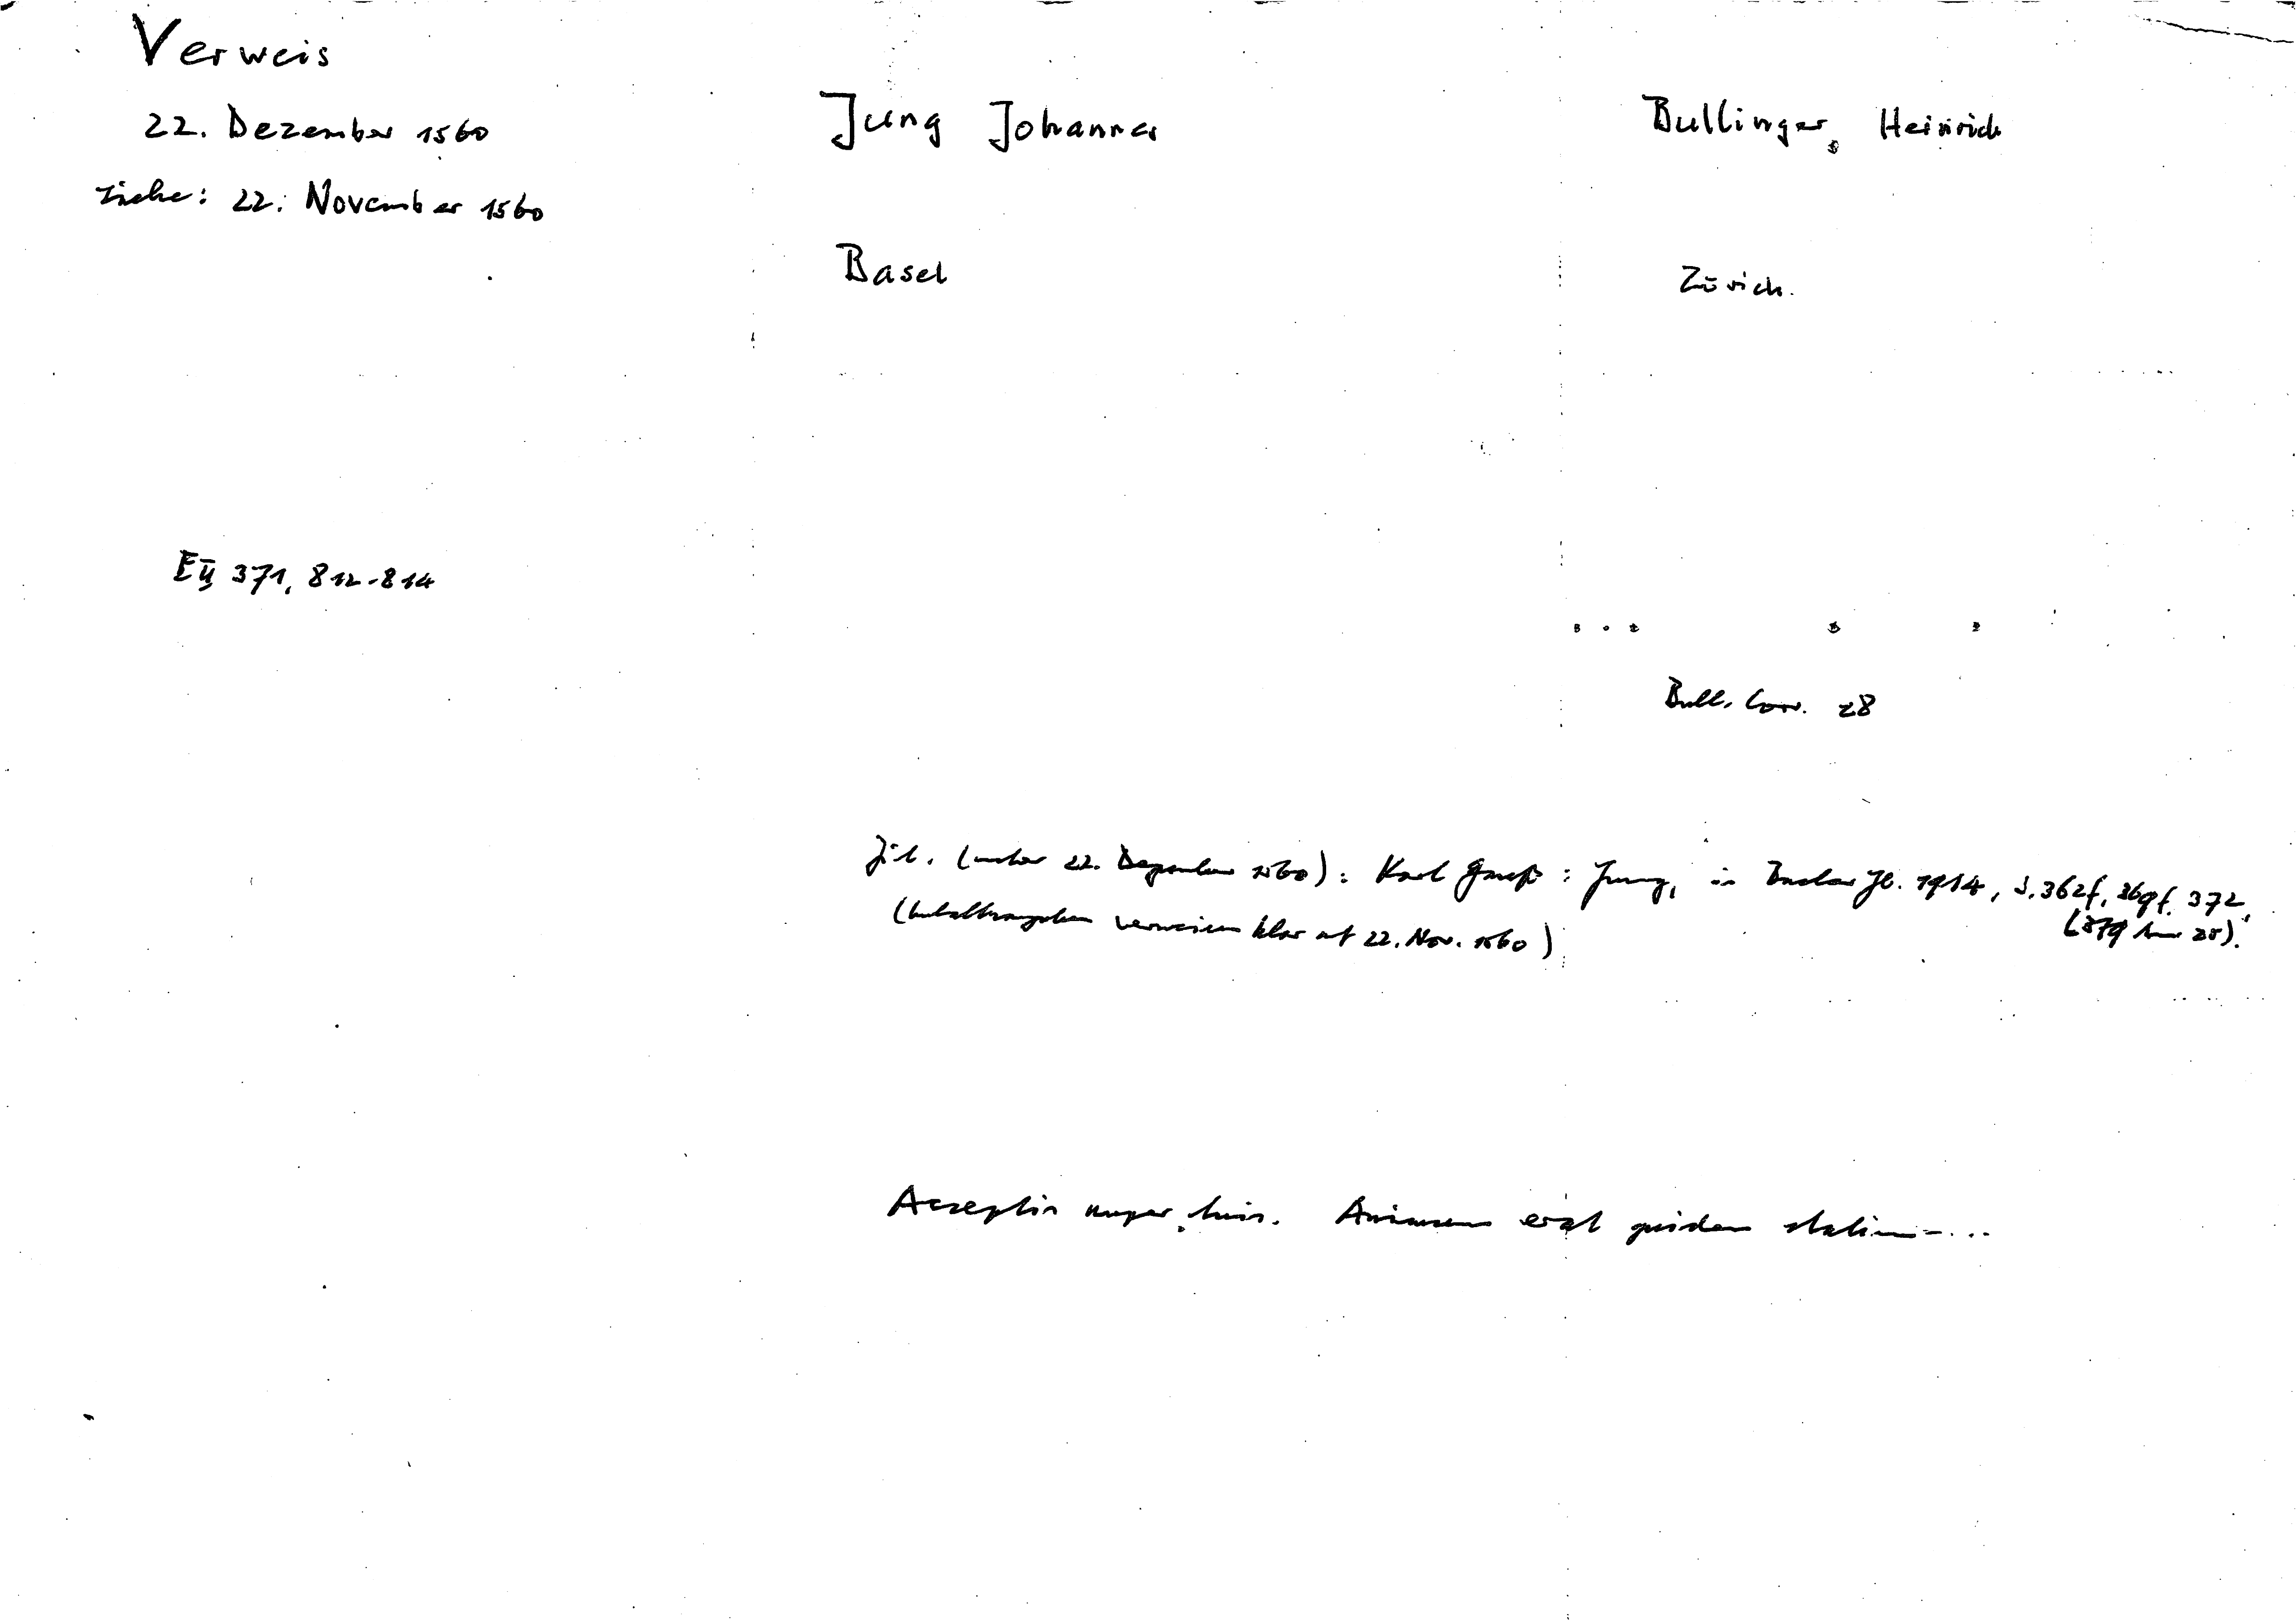 Verweis
22. Dezember 1560
siehe: 22. November 1560
Jung Johannes
Basel
Bullinger, Heinrich
Zürich.
E II 371, 812-814
Bull. Corr. 28
Zit. (unter 22. Dezember 1560): Karl Gauß: Jung, in Basler Jb. 1914, S. 362f, 369f. 372,
(379 Anm 28).
(Inhaltsangaben verweisen klar auf 22. Nov. 1560)
Acceptis nuper tuis. Animus erat quidem statim ...